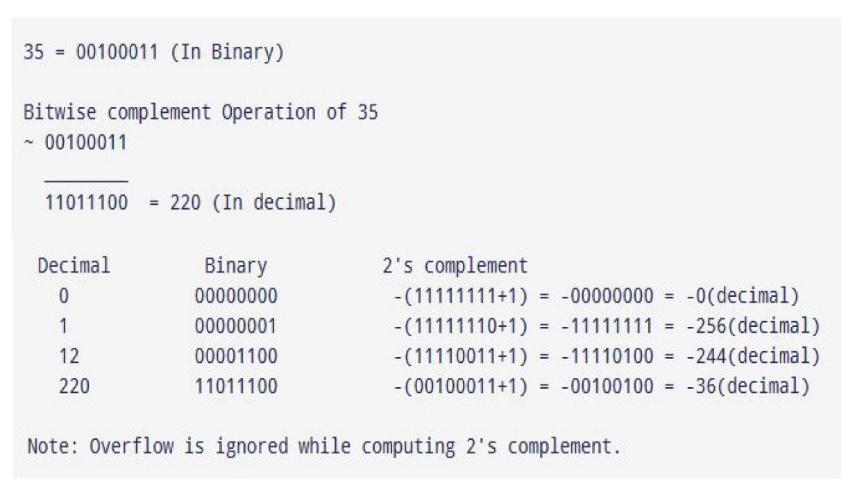 35 = 00100011 (In Binary)
Bitwise complement Operation of 35
~ 00100011
11011100 = 220 (In decimal)
Decimal Binary 2's complement
0 00000000 -(11111111+1) = -00000000 = -0(decimal)
1 00000001 -(11111110+1) = -11111111 = -256(decimal)
12 00001100 -(11110011+1) = -11110100 = -244(decimal)
220 11011100 -(00100011+1) = -00100100 = -36(decimal)
Note: Overflow is ignored while computing 2's complement.